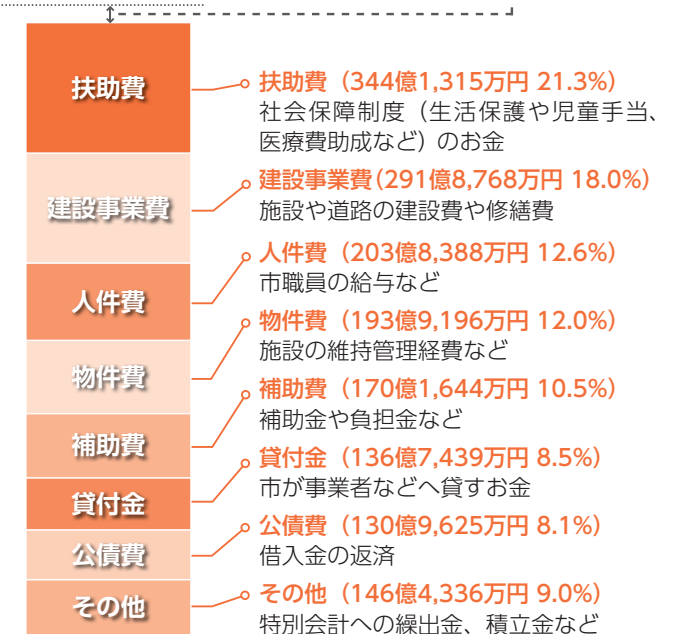 扶助費
扶助費（344億1,315万円 21.3%）
社会保障制度（生活保護や児童手当、
医療費助成など）のお金
建設事業費
建設事業費（291億8,768万円 18.0%）
施設や道路の建設費や修繕費
人件費
人件費（203億8,388万円 12.6%）
市職員の給与など
物件費
物件費（193億9,196万円 12.0%）
施設の維持管理経費など
補助費
補助費（170億1,644万円 10.5%）
補助金や負担金など
貸付金
貸付金（136億7,439万円 8.5%）
市が事業者などへ貸すお金
公債費
公債費（130億9,625万円 8.1%）
借入金の返済
その他
その他（146億4,336万円 9.0%）
特別会計への繰出金、積立金など